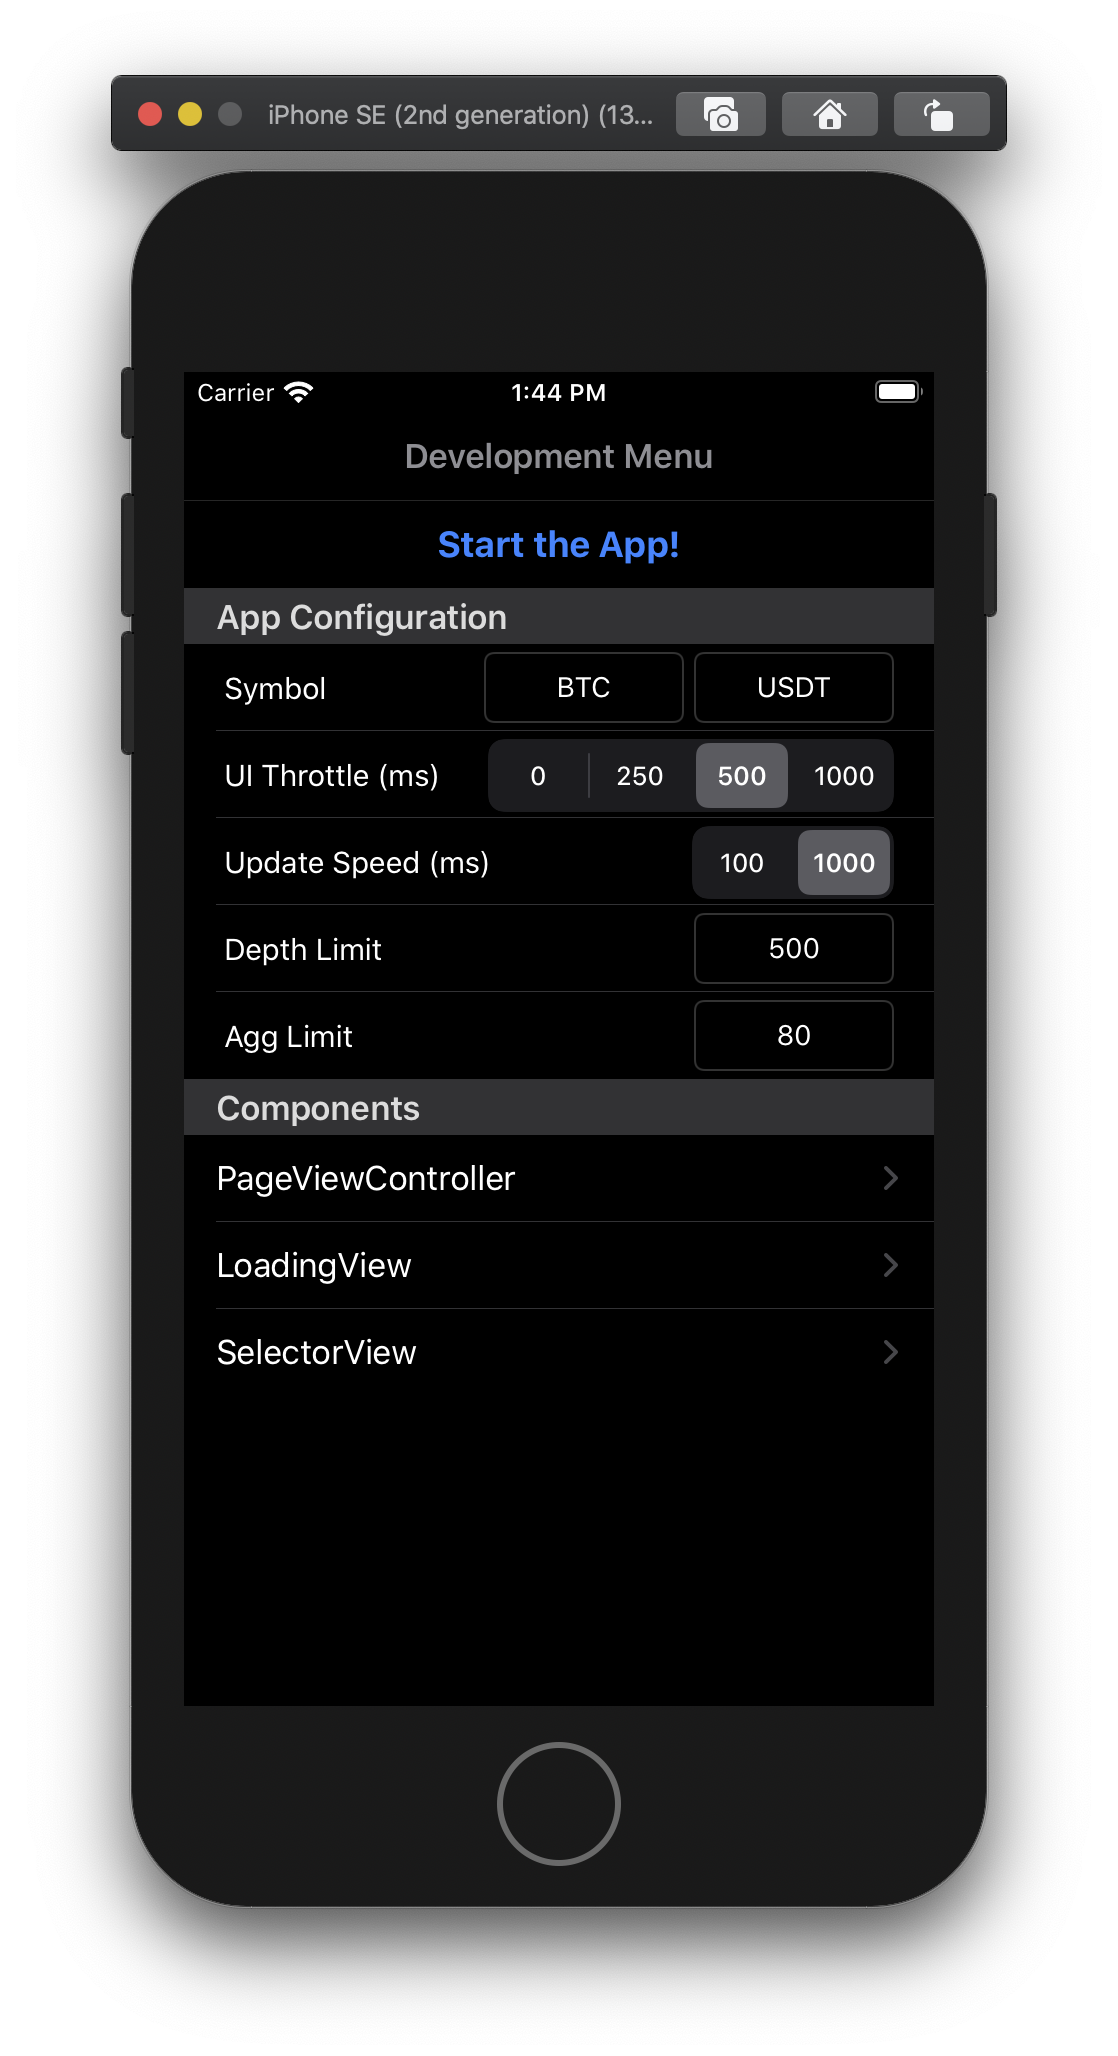 iPhone SE (2nd generation) (13...
Carrier 1:44 PM
Development Menu
Start the App!
App Configuration
Symbol BTC USDT
UI Throttle (ms) 0 250 500 1000
Update Speed (ms) 100 1000
Depth Limit 500
Agg Limit 80
Components
PageViewController
LoadingView
SelectorView